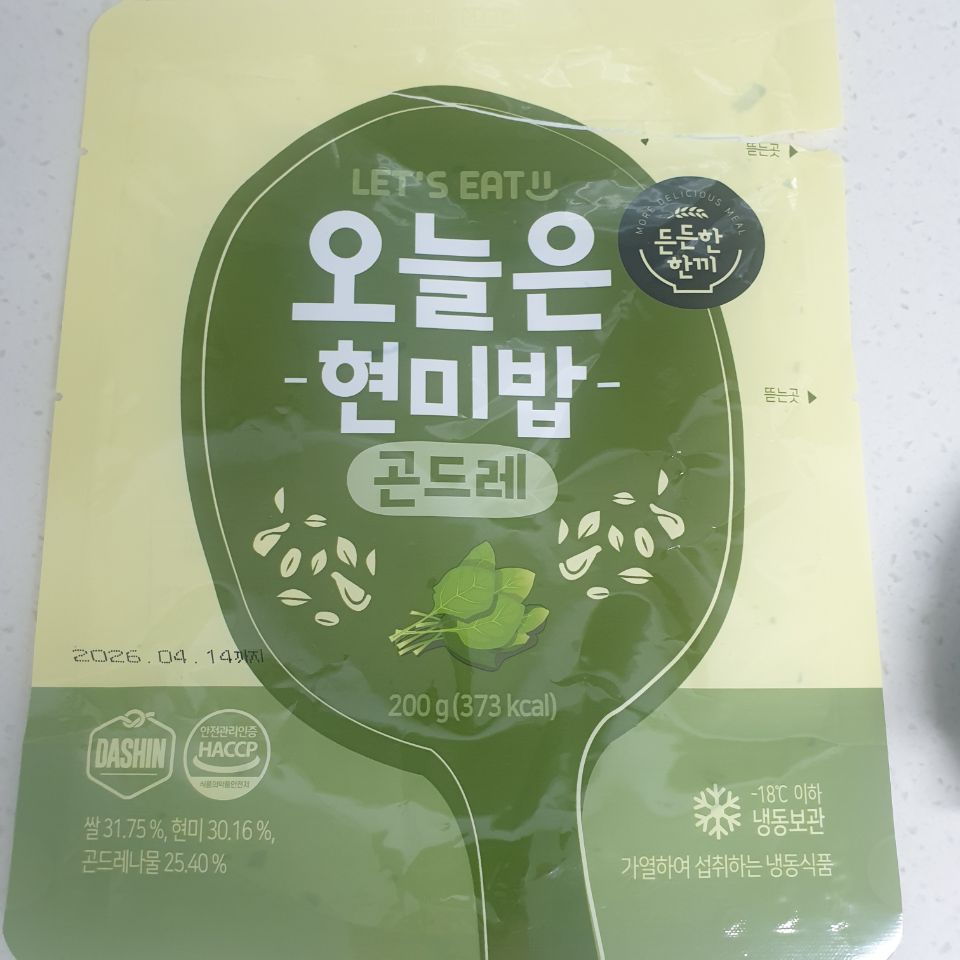 뜯는곳
LET'S EAT
MORE DELICIOUS MEAL
든든한
한끼
오늘은
현미밥
곤드레
뜯는곳
2026.04.14까지
200 g (373 kcal)
DASHIN
안전관리인증
HACCP
식품의약품안전처
쌀 31.75 %, 현미 30.16 %,
곤드레나물 25.40 %
-18℃ 이하
냉동보관
가열하여 섭취하는 냉동식품